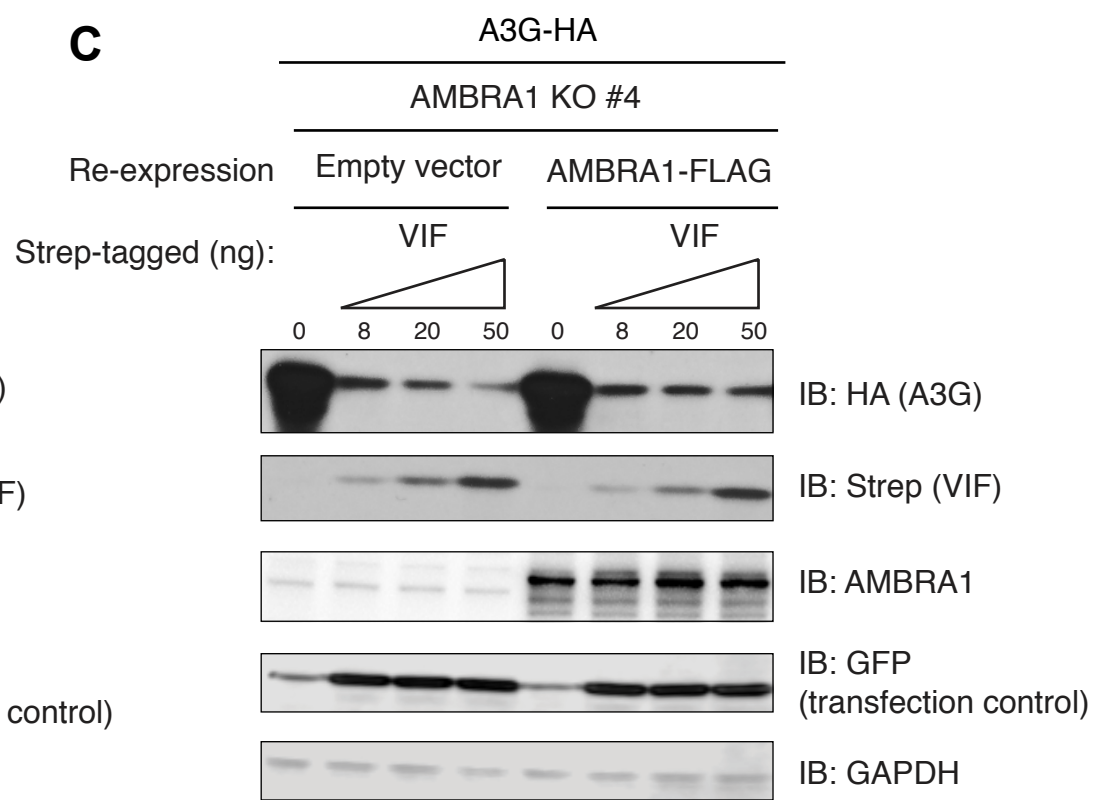 C
A3G-HA
AMBRA1 KO #4
Re-expression Empty vector AMBRA1-FLAG
Strep-tagged (ng): VIF VIF
0 8 20 50 0 8 20 50
) IB: HA (A3G)
F) IB: Strep (VIF)
IB: AMBRA1
IB: GFP
control) (transfection control)
IB: GAPDH